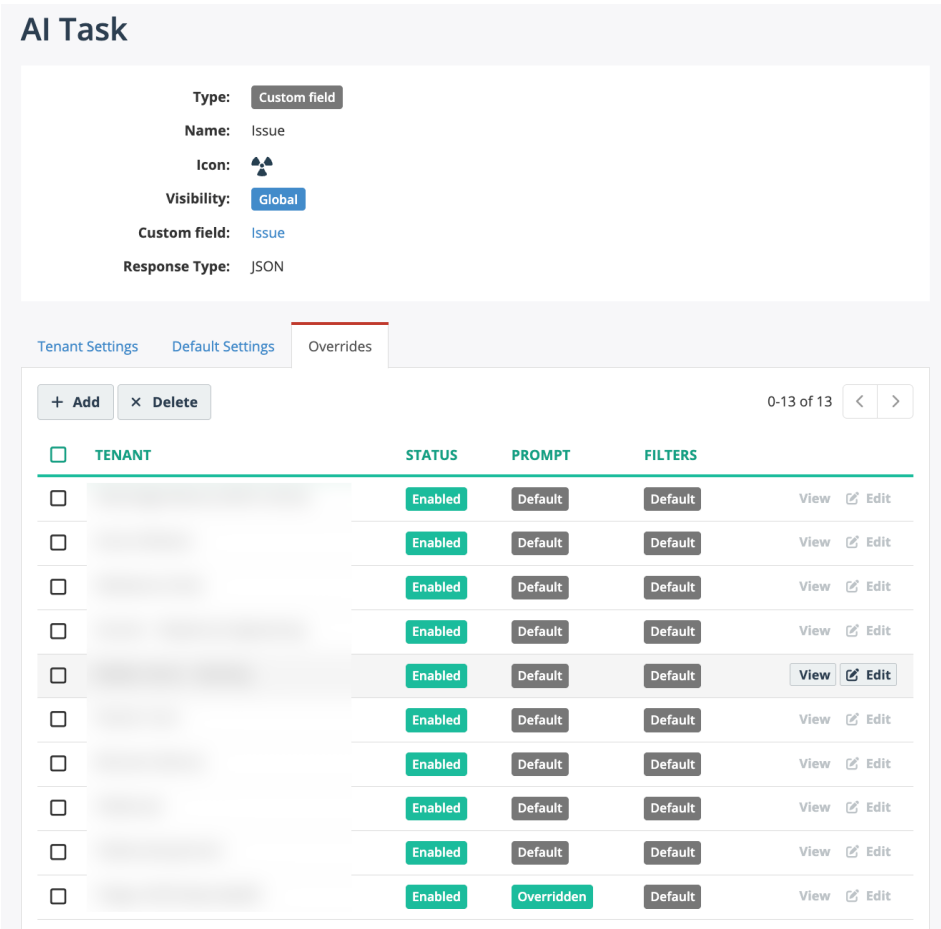 AI Task
Type: Custom field
Name: Issue
Icon:
Visibility: Global
Custom field: Issue
Response Type: JSON
Tenant Settings Default Settings Overrides
+ Add × Delete 0-13 of 13 < >
TENANT STATUS PROMPT FILTERS
Enabled Default Default View Edit
Enabled Default Default View Edit
Enabled Default Default View Edit
Enabled Default Default View Edit
Enabled Default Default View Edit
Enabled Default Default View Edit
Enabled Default Default View Edit
Enabled Default Default View Edit
Enabled Default Default View Edit
Enabled Overridden Default View Edit